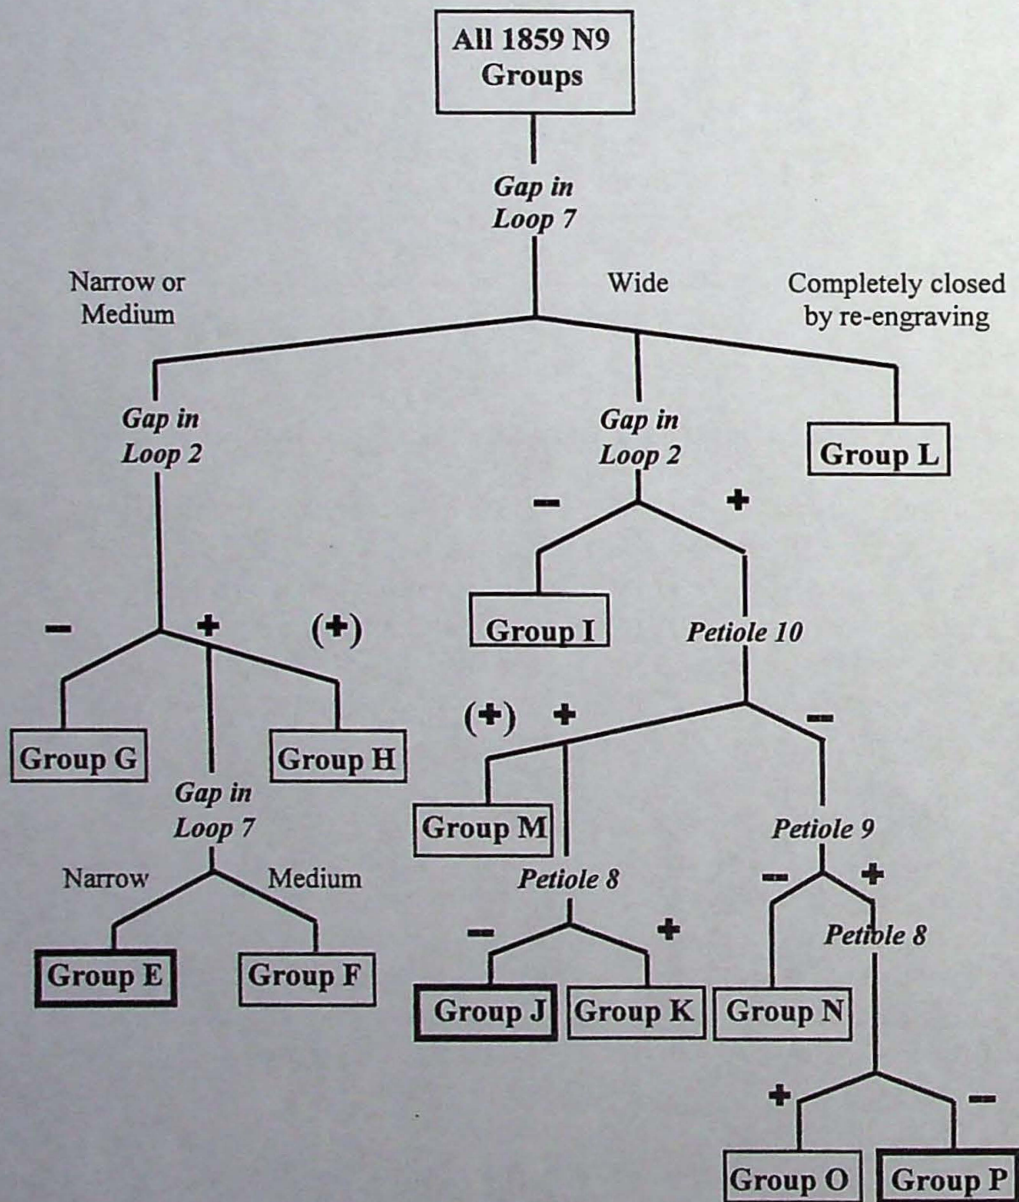 All 1859 N9
Groups
Gap in
Loop 7
Narrow or
Medium
Wide
Completely closed
by re-engraving
Gap in
Loop 2
Gap in
Loop 2
Group L
-- +
Group I
Petiole 10
- + (+)
Group G
Group H
(+) + --
Gap in
Loop 7
Group M
Petiole 9
Narrow
Medium
Petiole 8
-- +
Petiole 8
-- +
Group E
Group F
Group J
Group K
Group N
+ --
Group O
Group P